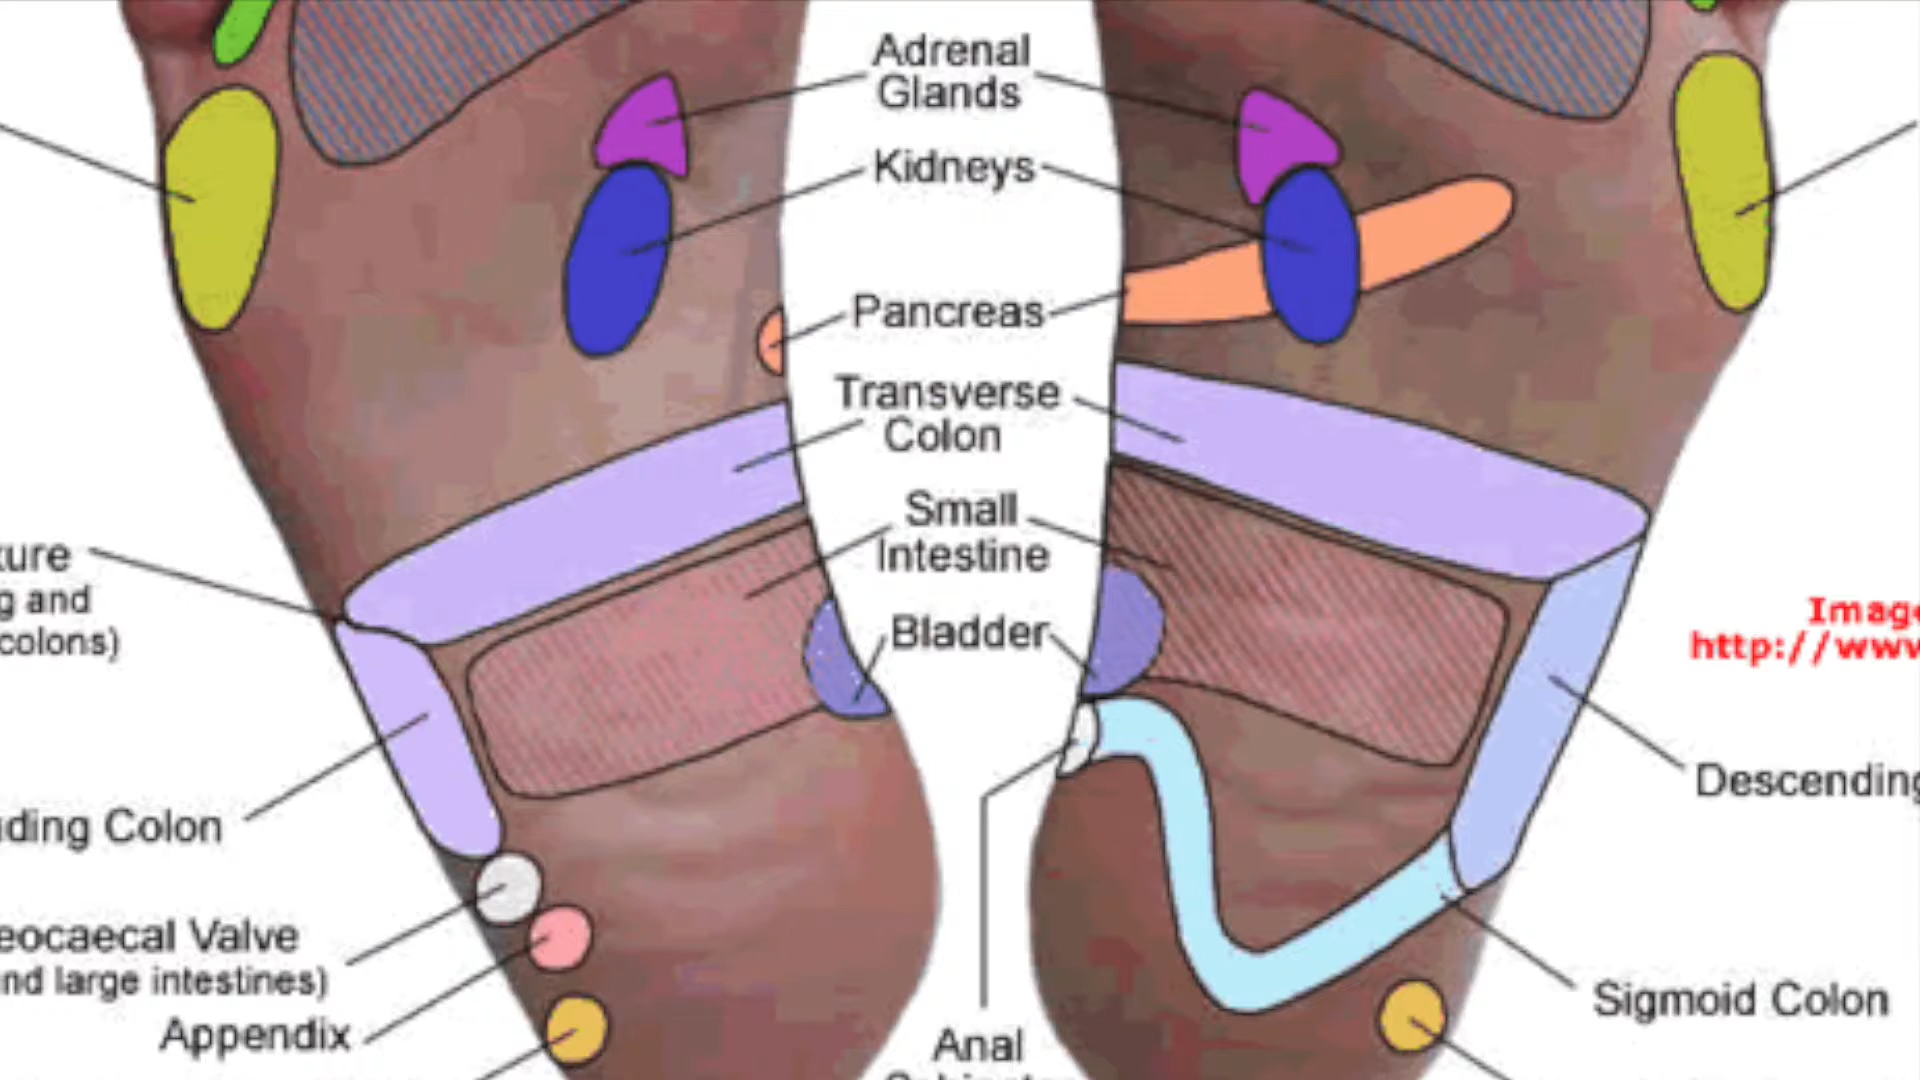 Adrenal
Glands
Kidneys
Pancreas
Transverse
Colon
Small
Intestine
Bladder
g and
colons)
Image
http://www
Descending
ding Colon
eocaecal Valve
nd large intestines)
Appendix
Sigmoid Colon
Anal